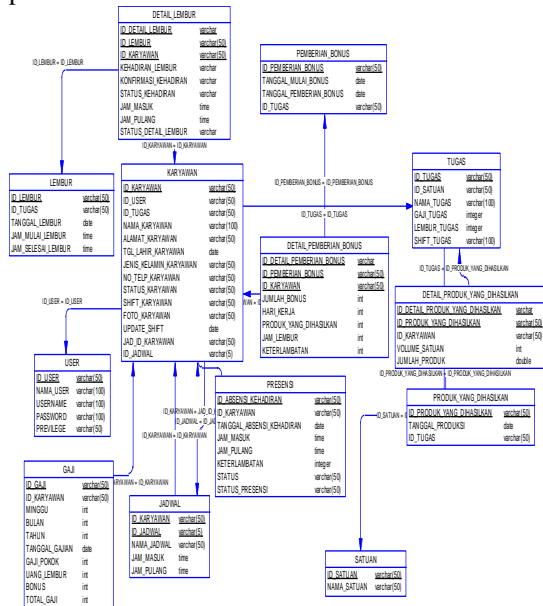 DETAIL_LEMBUR
ID_DETAIL_LEMBUR varchar
ID_LEMBUR varchar(50)
ID_KARYAWAN varchar(50)
KEHADIRAN_LEMBUR varchar
KONFIRMASI_KEHADIRAN varchar
STATUS_KEHADIRAN varchar
JAM_MASUK time
JAM_PULANG time
STATUS_DETAIL_LEMBUR varchar
ID_LEMBUR = ID_LEMBUR
ID_KARYAWAN = ID_KARYAWAN
PEMBERIAN_BONUS
ID_PEMBERIAN_BONUS varchar(50)
TANGGAL_MULAI_BONUS date
TANGGAL_PEMBERIAN_BONUS date
ID_TUGAS varchar(50)
LEMBUR
ID_LEMBUR varchar(50)
ID_TUGAS varchar(50)
TANGGAL_LEMBUR date
JAM_MULAI_LEMBUR time
JAM_SELESAI_LEMBUR time
KARYAWAN
ID_KARYAWAN varchar(50)
ID_USER varchar(50)
ID_TUGAS varchar(50)
NAMA_KARYAWAN varchar(100)
ALAMAT_KARYAWAN varchar(50)
TGL_LAHIR_KARYAWAN date
JENIS_KELAMIN_KARYAWAN varchar(50)
NO_TELP_KARYAWAN varchar(50)
STATUS_KARYAWAN varchar(50)
SHIFT_KARYAWAN varchar(50)
FOTO_KARYAWAN varchar(50)
UPDATE_SHIFT date
JAD_ID_KARYAWAN varchar(50)
ID_JADWAL varchar(5)
ID_PEMBERIAN_BONUS = ID_PEMBERIAN_BONUS
ID_TUGAS = ID_TUGAS
TUGAS
ID_TUGAS varchar(50)
ID_SATUAN varchar(50)
NAMA_TUGAS varchar(100)
GAJI_TUGAS integer
LEMBUR_TUGAS integer
SHIFT_TUGAS varchar(100)
DETAIL_PEMBERIAN_BONUS
ID_DETAIL_PEMBERIAN_BONUS varchar
ID_PEMBERIAN_BONUS varchar(50)
ID_KARYAWAN varchar(50)
JUMLAH_BONUS int
HARI_KERJA int
PRODUK_YANG_DIHASILKAN int
JAM_LEMBUR int
KETERLAMBATAN int
ID_TUGAS = ID_PRODUK_YANG_DIHASILKAN
DETAIL_PRODUK_YANG_DIHASILKAN
ID_DETAIL_PRODUK_YANG_DIHASILKAN varchar
ID_PRODUK_YANG_DIHASILKAN varchar(50)
ID_KARYAWAN varchar(50)
VOLUME_SATUAN int
JUMLAH_PRODUK double
ID_PRODUK_YANG_DIHASILKAN = ID_PRODUK_YANG_DIHASILKAN
ID_USER = ID_USER
USER
ID_USER varchar(50)
NAMA_USER varchar(100)
USERNAME varchar(100)
PASSWORD varchar(100)
PREVILEGE varchar(50)
PRESENSI
ID_ABSENSI_KEHADIRAN varchar(50)
ID_KARYAWAN varchar(50)
TANGGAL_ABSENSI_KEHADIRAN date
JAM_MASUK time
JAM_PULANG time
KETERLAMBATAN integer
STATUS varchar(50)
STATUS_PRESENSI varchar(50)
PRODUK_YANG_DIHASILKAN
ID_PRODUK_YANG_DIHASILKAN varchar(50)
TANGGAL_PRODUKSI date
ID_TUGAS varchar(50)
ID_KARYAWAN = JAD_ID_
ID_JADWAL = ID_
ID_KARYAWAN = ID_KARYAWAN
GAJI
ID_GAJI varchar(50)
ID_KARYAWAN varchar(50)
MINGGU int
BULAN int
TAHUN int
TANGGAL_GAJIAN date
GAJI_POKOK int
UANG_LEMBUR int
BONUS int
TOTAL_GAJI int
JADWAL
ID_KARYAWAN varchar(50)
ID_JADWAL varchar(5)
NAMA_JADWAL varchar(50)
JAM_MASUK time
JAM_PULANG time
SATUAN
ID_SATUAN varchar(50)
NAMA_SATUAN varchar(50)